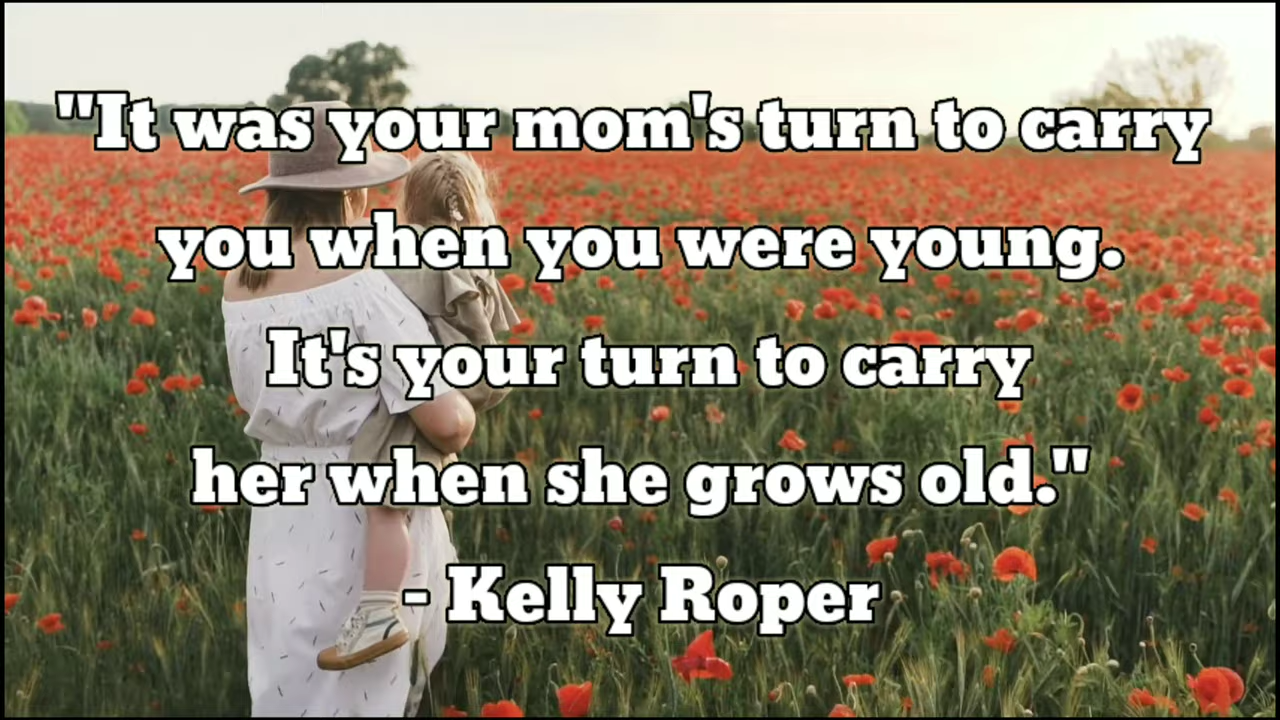 "It was your mom's turn to carry
you when you were young.
It's your turn to carry
her when she grows old."
- Kelly Roper